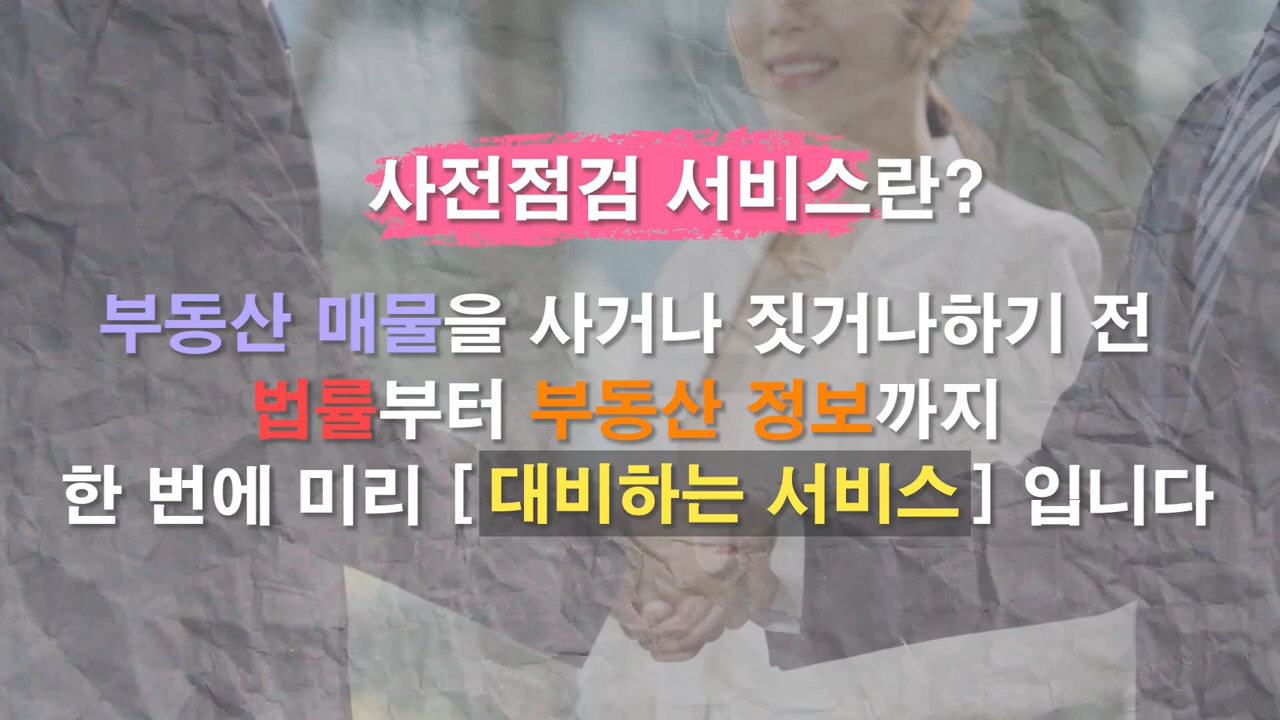 사전점검 서비스란?
부동산 매물을 사거나 짓거나하기 전
법률부터 부동산 정보까지
한 번에 미리 [대비하는 서비스] 입니다